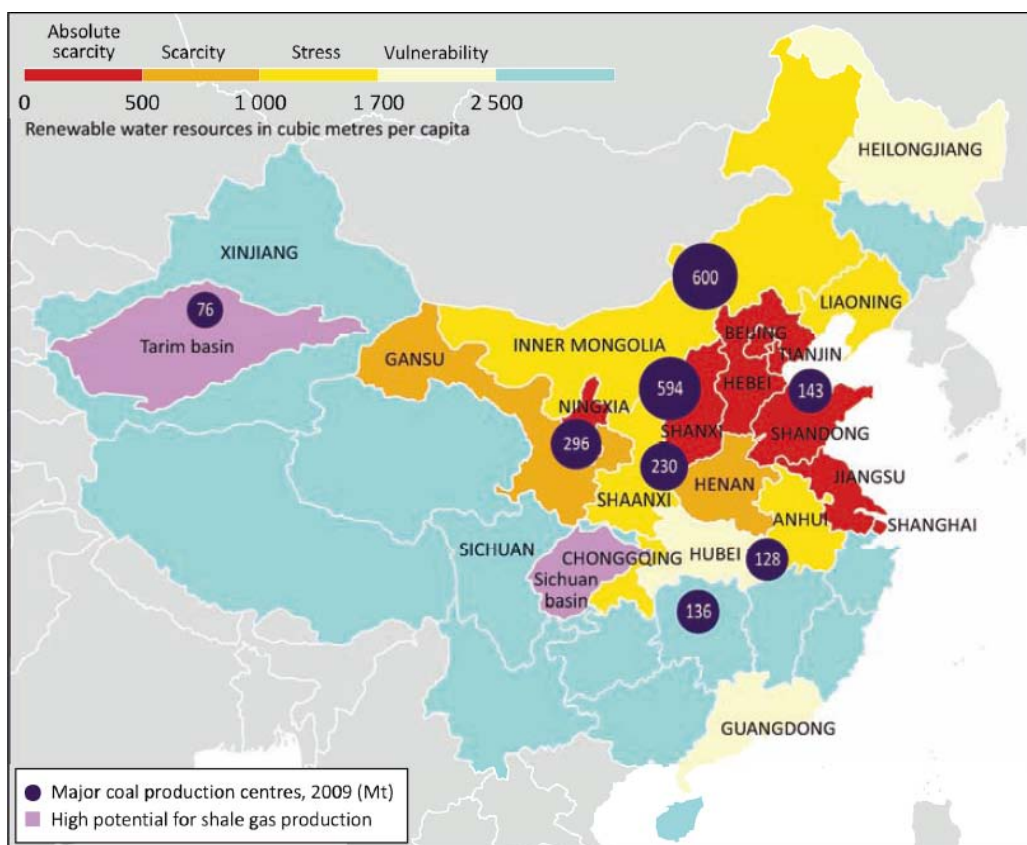 Absolute scarcity
Scarcity
Stress
Vulnerability
0
500
1 000
1 700
2 500
Renewable water resources in cubic metres per capita
HEILONGJIANG
XINJIANG
600
LIAONING
76
BEIJING
Tarim basin
GANSU
INNER MONGOLIA
TIANJIN
594
HEBEI
143
NINGXIA
SHANXI
SHANDONG
296
230
HENAN
JIANGSU
SHAANXI
ANHUI
SHANGHAI
SICHUAN
CHONGGQING
HUBEI
128
Sichuan
basin
136
GUANGDONG
Major coal production centres, 2009 (Mt)
High potential for shale gas production